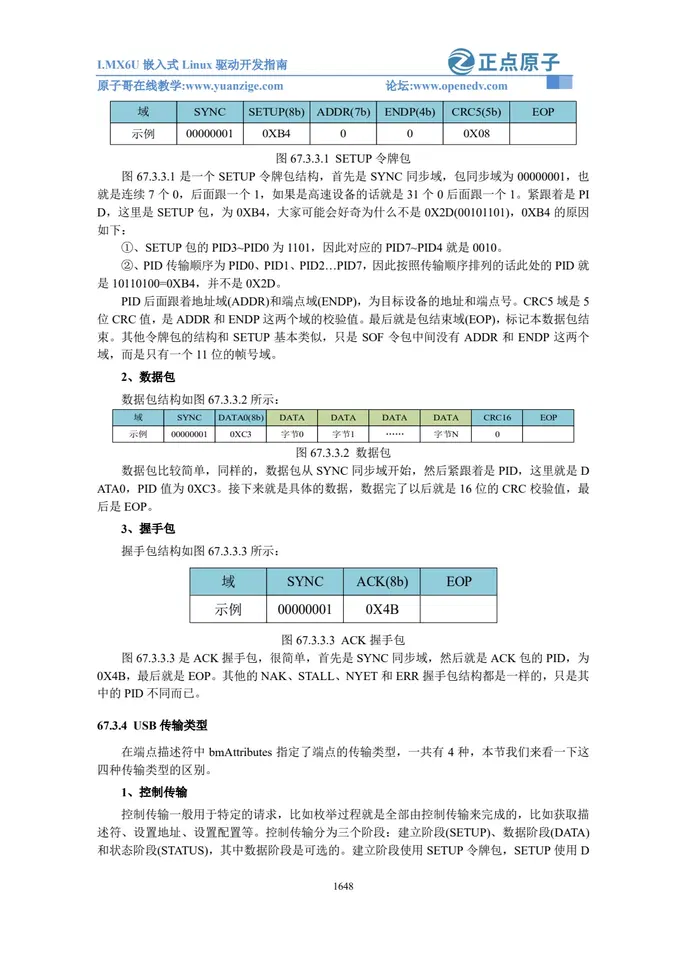 I.MX6U 嵌入式 Linux 驱动开发指南
正点原子
原子哥在线教学:www.yuanzige.com 论坛:www.openedv.com
域 SYNC SETUP(8b) ADDR(7b) ENDP(4b) CRC5(5b) EOP
示例 00000001 0XB4 0 0 0X08
图 67.3.3.1 SETUP 令牌包
图 67.3.3.1 是一个 SETUP 令牌包结构，首先是 SYNC 同步域，包同步域为 00000001，也
就是连续 7 个 0，后面跟一个 1，如果是高速设备的话就是 31 个 0 后面跟一个 1。紧跟着是 PI
D，这里是 SETUP 包，为 0XB4，大家可能会好奇为什么不是 0X2D(00101101)，0XB4 的原因
如下：
①、SETUP 包的 PID3~PID0 为 1101，因此对应的 PID7~PID4 就是 0010。
②、PID 传输顺序为 PID0、PID1、PID2…PID7，因此按照传输顺序排列的话此处的 PID 就
是 10110100=0XB4，并不是 0X2D。
PID 后面跟着地址域(ADDR)和端点域(ENDP)，为目标设备的地址和端点号。CRC5 域是 5
位 CRC 值，是 ADDR 和 ENDP 这两个域的校验值。最后就是包结束域(EOP)，标记本数据包结
束。其他令牌包的结构和 SETUP 基本类似，只是 SOF 令包中间没有 ADDR 和 ENDP 这两个
域，而是只有一个 11 位的帧号域。
2、数据包
数据包结构如图 67.3.3.2 所示：
域 SYNC DATA0(8b) DATA DATA DATA DATA CRC16 EOP
示例 00000001 0XC3 字节0 字节1 …… 字节N 0
图 67.3.3.2 数据包
数据包比较简单，同样的，数据包从 SYNC 同步域开始，然后紧跟着是 PID，这里就是 D
ATA0，PID 值为 0XC3。接下来就是具体的数据，数据完了以后就是 16 位的 CRC 校验值，最
后是 EOP。
3、握手包
握手包结构如图 67.3.3.3 所示：
域 SYNC ACK(8b) EOP
示例 00000001 0X4B
图 67.3.3.3 ACK 握手包
图 67.3.3.3 是 ACK 握手包，很简单，首先是 SYNC 同步域，然后就是 ACK 包的 PID，为
0X4B，最后就是 EOP。其他的 NAK、STALL、NYET 和 ERR 握手包结构都是一样的，只是其
中的 PID 不同而已。
67.3.4 USB 传输类型
在端点描述符中 bmAttributes 指定了端点的传输类型，一共有 4 种，本节我们来看一下这
四种传输类型的区别。
1、控制传输
控制传输一般用于特定的请求，比如枚举过程就是全部由控制传输来完成的，比如获取描
述符、设置地址、设置配置等。控制传输分为三个阶段：建立阶段(SETUP)、数据阶段(DATA)
和状态阶段(STATUS)，其中数据阶段是可选的。建立阶段使用 SETUP 令牌包，SETUP 使用 D
1648